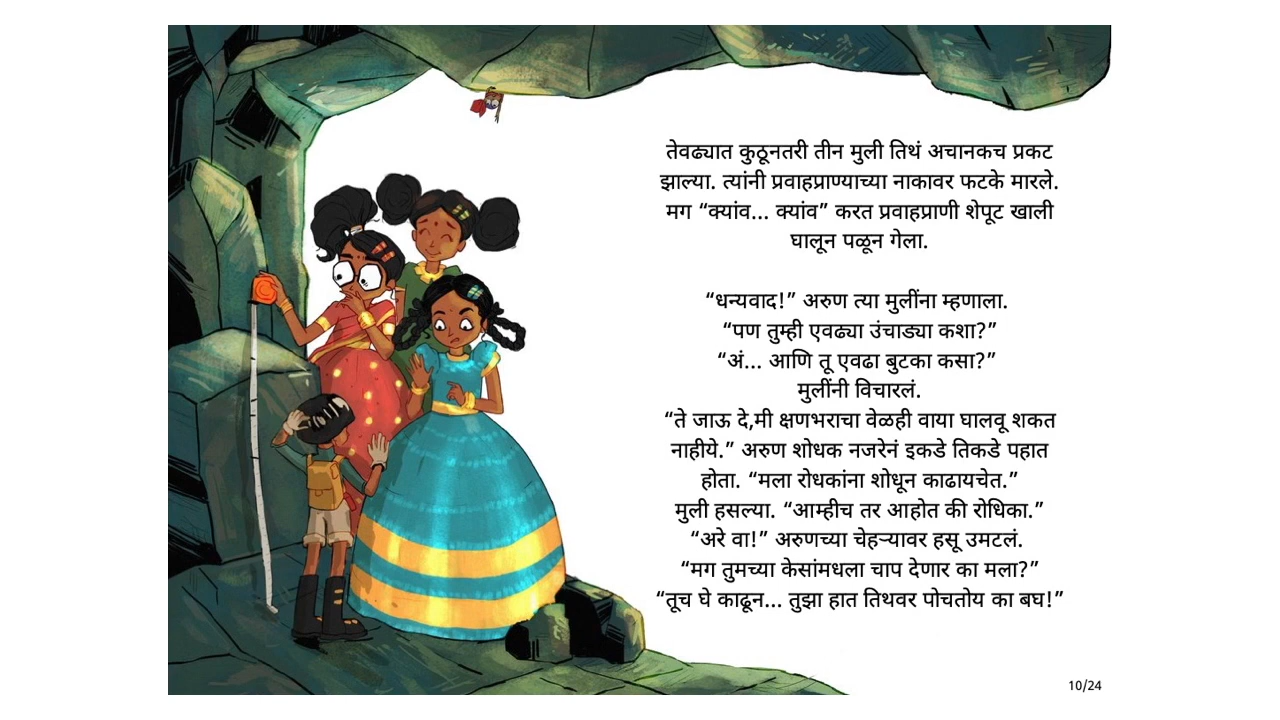 तेवढ्यात कुठूनतरी तीन मुली तिथं अचानकच प्रकट
झाल्या. त्यांनी प्रवाहप्राण्याच्या नाकावर फटके मारले.
मग “क्यांव... क्यांव” करत प्रवाहप्राणी शेपूट खाली
घालून पळून गेला.
“धन्यवाद!” अरुण त्या मुलींना म्हणाला.
“पण तुम्ही एवढ्या उंचाड्या कशा?”
“अं... आणि तू एवढा बुटका कसा?”
मुलींनी विचारलं.
“ते जाऊ दे,मी क्षणभराचा वेळही वाया घालवू शकत
नाहीये.” अरुण शोधक नजरेनं इकडे तिकडे पहात
होता. “मला रोधकांना शोधून काढायचेत.”
मुली हसल्या. “आम्हीच तर आहोत की रोधिका.”
“अरे वा!” अरुणच्या चेहऱ्यावर हसू उमटलं.
“मग तुमच्या केसांमधला चाप देणार का मला?”
“तूच घे काढून... तुझा हात तिथवर पोचतोय का बघ!”
10/24